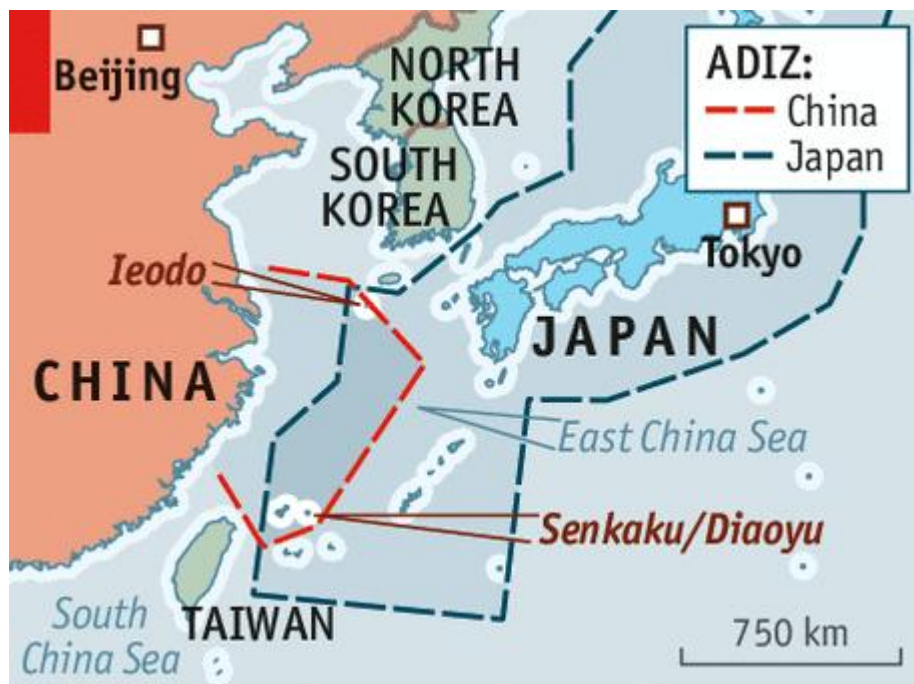 Beijing
NORTH
KOREA
SOUTH
KOREA
ADIZ:
China
Japan
Ieodo
Tokyo
JAPAN
CHINA
East China Sea
Senkaku/Diaoyu
TAIWAN
South
China Sea
750 km